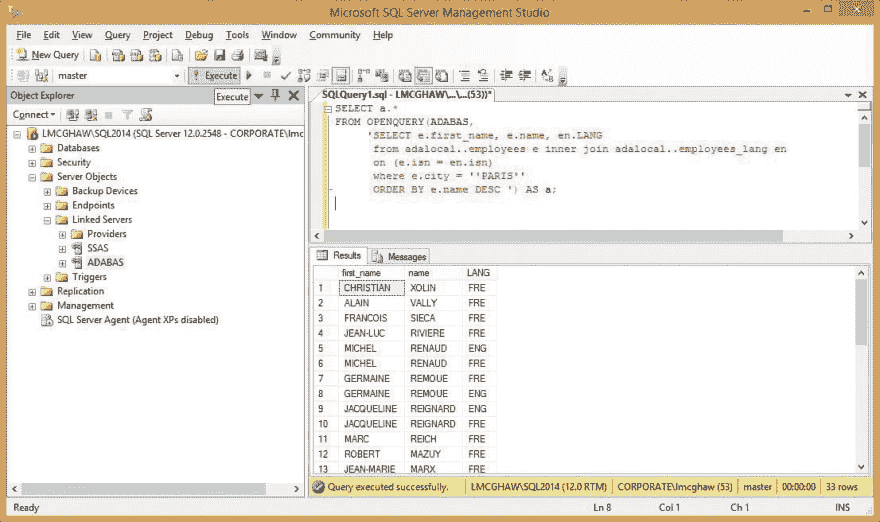 Microsoft SQL Server Management Studio
File Edit View Query Project Debug Tools Window Community Help
New Query
master Execute
Object Explorer
Execute
SQLQuery1.sql - LMCGHAW\...\...(53))*
Connect
LMCGHAW\SQL2014 (SQL Server 12.0.2548 - CORPORATE\lmc
Databases
Security
Server Objects
Backup Devices
Endpoints
Linked Servers
Providers
SSAS
ADABAS
Triggers
Replication
Management
SQL Server Agent (Agent XPs disabled)
SELECT a.*
FROM OPENQUERY(ADABAS,
'SELECT e.first_name, e.name, en.LANG
from adalocal..employees e inner join adalocal..employees_lang en
on (e.isn = en.isn)
where e.city = ''PARIS''
ORDER BY e.name DESC ') AS a;
Results Messages
first_name name LANG
1 CHRISTIAN XOLIN FRE
2 ALAIN VALLY FRE
3 FRANCOIS SIECA FRE
4 JEAN-LUC RIVIERE FRE
5 MICHEL RENAUD ENG
6 MICHEL RENAUD FRE
7 GERMAINE REMOUE FRE
8 GERMAINE REMOUE ENG
9 JACQUELINE REIGNARD ENG
10 JACQUELINE REIGNARD FRE
11 MARC REICH FRE
12 ROBERT MAZUY FRE
13 JEAN-MARIE MARX FRE
Query executed successfully. LMCGHAW\SQL2014 (12.0 RTM) CORPORATE\lmcghaw (53) master 00:00:00 33 rows
Ready Ln 8 Col 1 Ch 1 INS